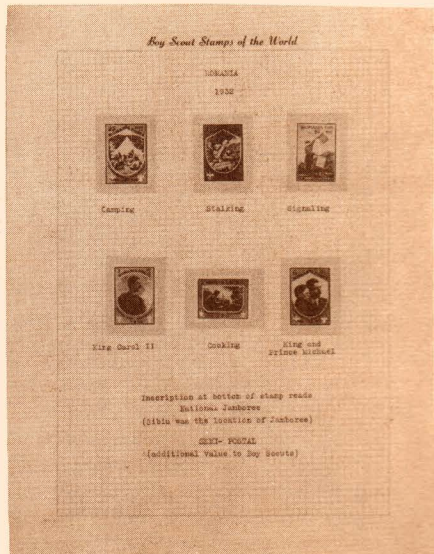 Boy Scout Stamps of the World
ROMANIA
1932
Camping
Stalking
Signaling
King Carol II
Cooking
King and
Prince Michael
Inscription at bottom of stamp reads
National Jamboree
(Sibiu was the location of Jamboree)
SEMI- POSTAL
(additional Value to Boy Scouts)